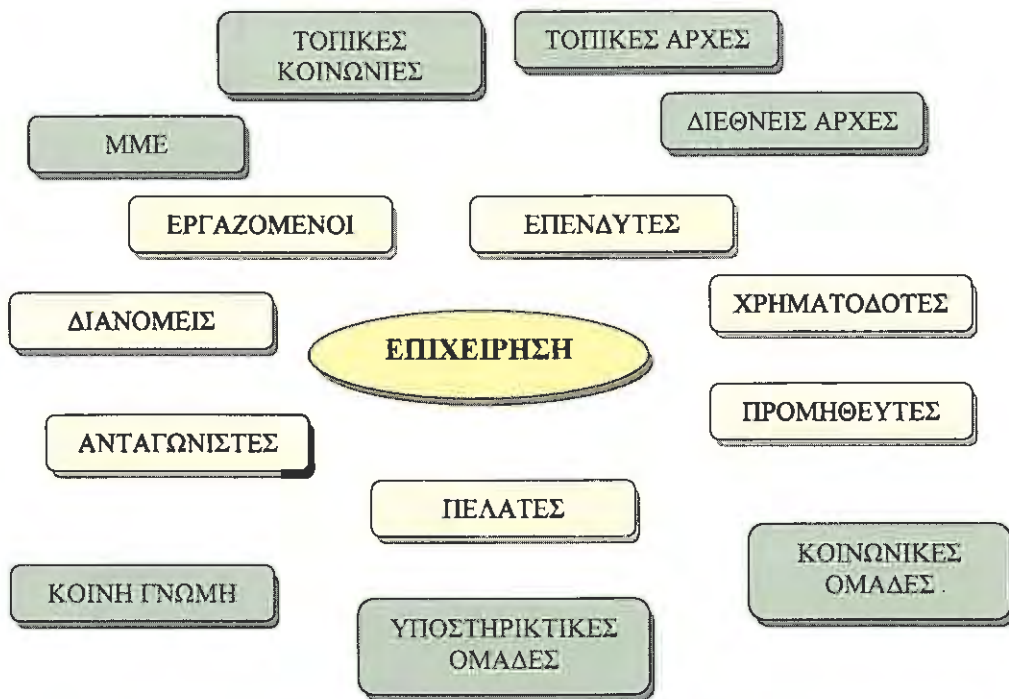 ΤΟΠΙΚΕΣ
ΚΟΙΝΩΝΙΕΣ
ΤΟΠΙΚΕΣ ΑΡΧΕΣ
ΔΙΕΘΝΕΙΣ ΑΡΧΕΣ
ΜΜΕ
ΕΡΓΑΖΟΜΕΝΟΙ
ΕΠΕΝΔΥΤΕΣ
ΔΙΑΝΟΜΕΙΣ
ΧΡΗΜΑΤΟΔΟΤΕΣ
ΕΠΙΧΕΙΡΗΣΗ
ΑΝΤΑΓΩΝΙΣΤΕΣ
ΠΡΟΜΗΘΕΥΤΕΣ
ΠΕΛΑΤΕΣ
ΚΟΙΝΗ ΓΝΩΜΗ
ΥΠΟΣΤΗΡΙΚΤΙΚΕΣ
ΟΜΑΔΕΣ
ΚΟΙΝΩΝΙΚΕΣ
ΟΜΑΔΕΣ